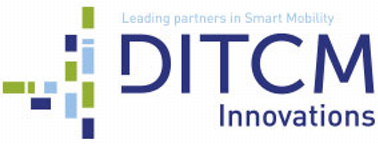 Leading partners in Smart Mobility
DITCM
Innovations